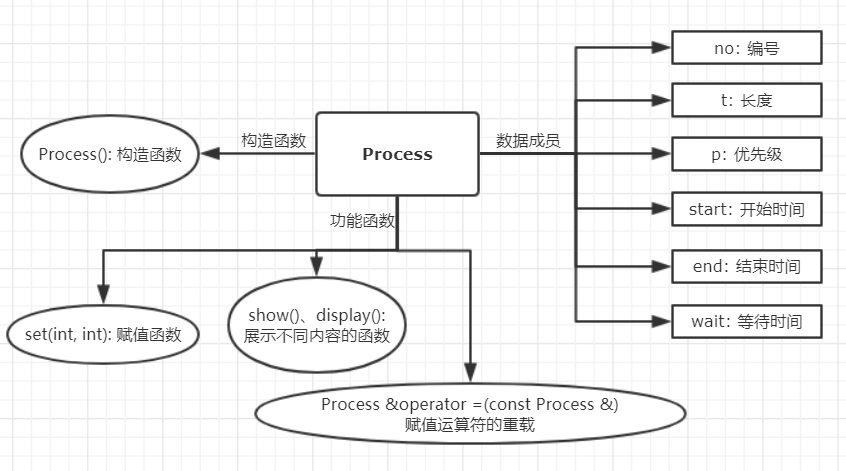 no: 编号
t: 长度
构造函数
Process
数据成员
Process(): 构造函数
p: 优先级
start: 开始时间
功能函数
end: 结束时间
show()、display():
展示不同内容的函数
set(int, int): 赋值函数
wait: 等待时间
Process &operator =(const Process &)
赋值运算符的重载